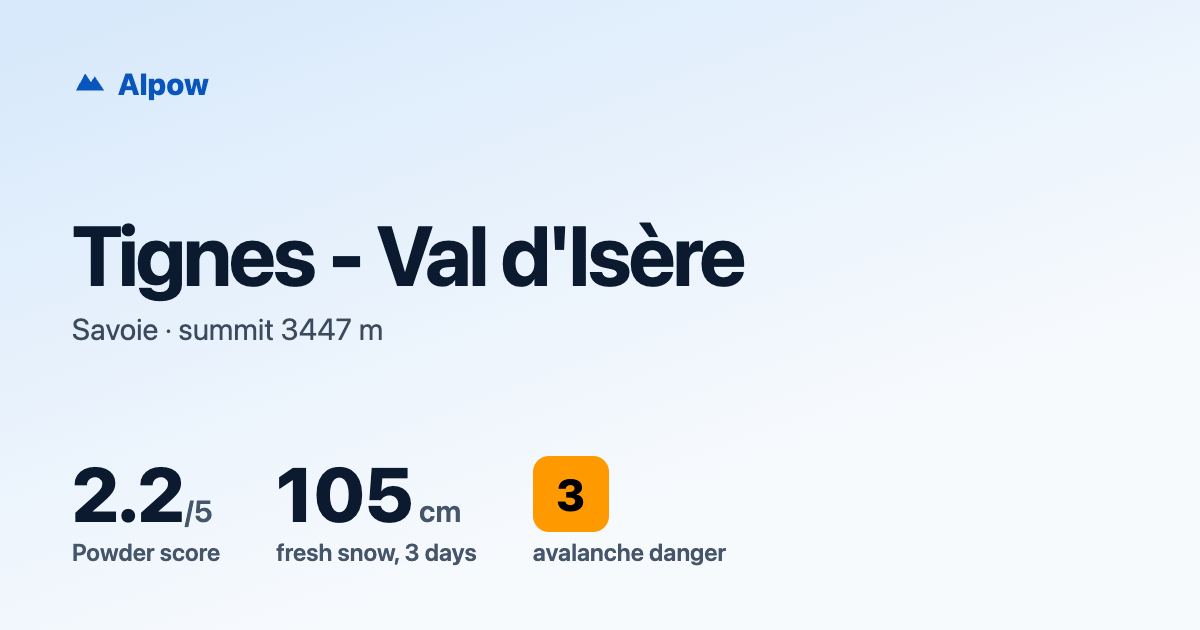 Alpow
Tignes - Val d'Isère
Savoie · summit 3447 m
2.2/5
Powder score
105 cm
fresh snow, 3 days
3
avalanche danger